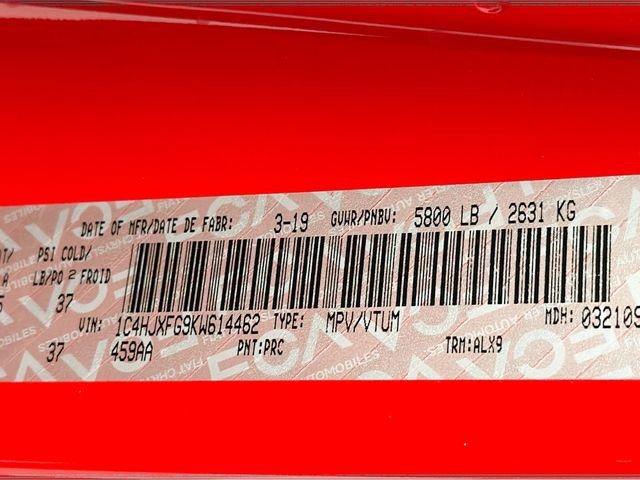 DATE OF MFR/DATE DE FABR: 3-19 GVWR/PNBV: 5800 LB / 2631 KG
PSI COLD/
A LB/PO 2 FROID
37
VIN: 1C4HJXFG9KW614462 TYPE: MPV/VTUM MDH: 032109
37 459AA PNT:PRC TRM:ALX9